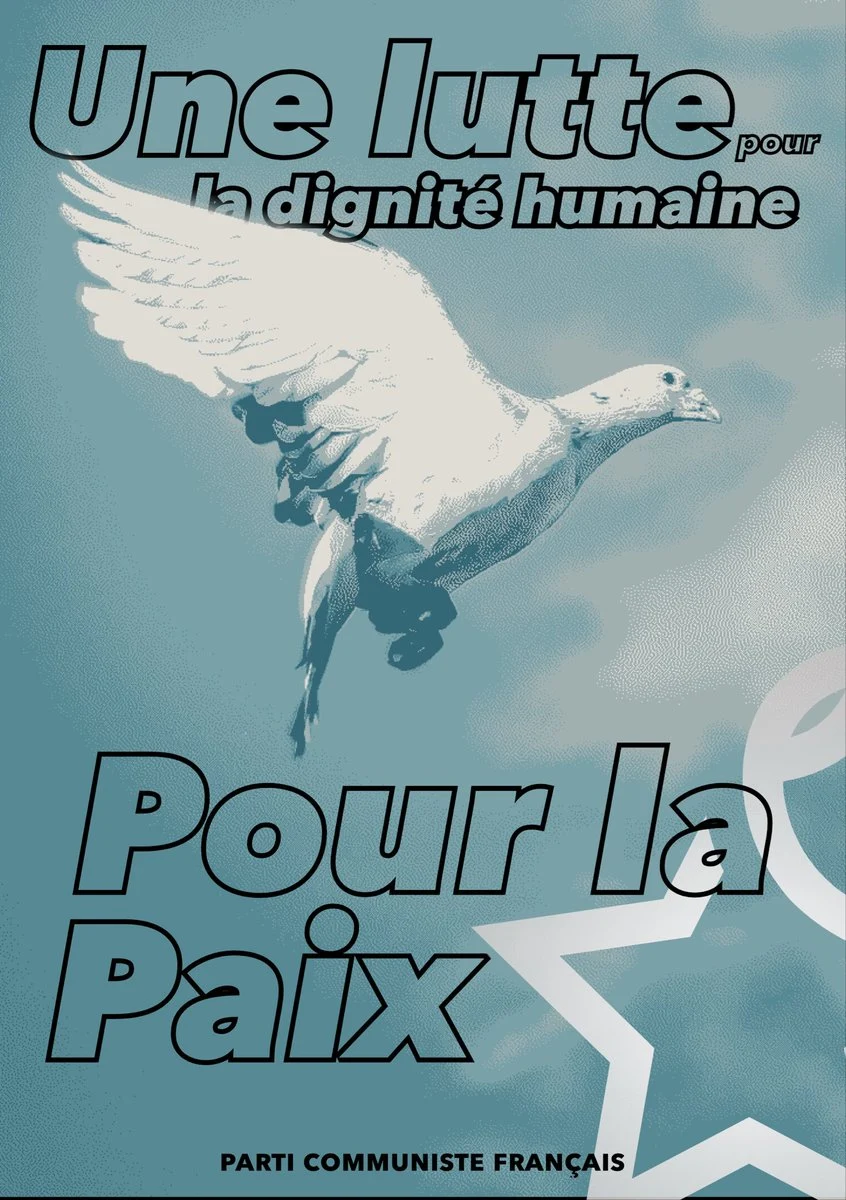 Une lutte pour
la dignité humaine
Pour la
Paix
PARTI COMMUNISTE FRANÇAIS